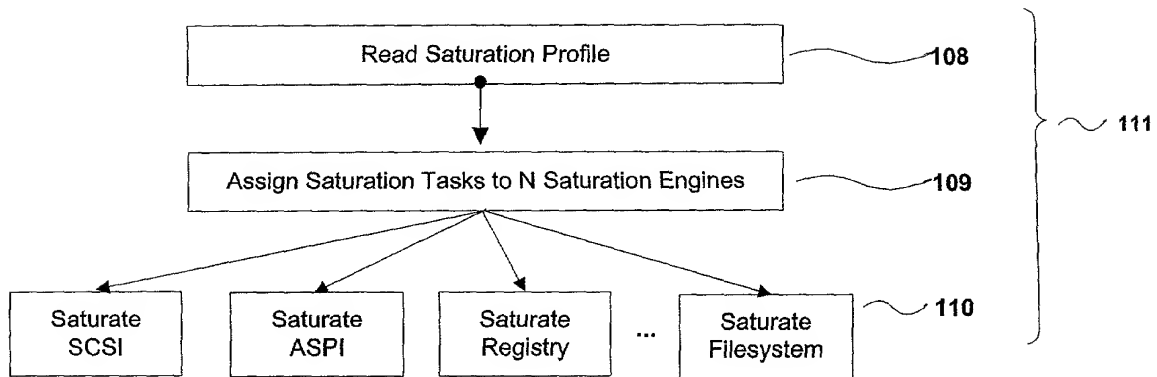 Read Saturation Profile
108
111
Assign Saturation Tasks to N Saturation Engines
109
Saturate
SCSI
Saturate
ASPI
Saturate
Registry
...
Saturate
Filesystem
110